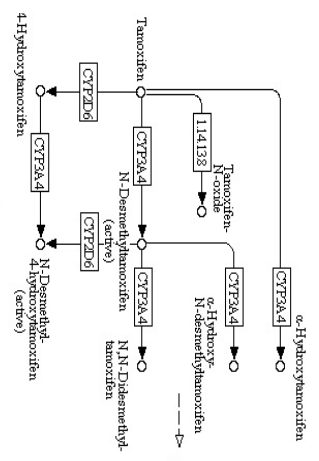 4-Hydroxytamoxifen
CYP2D6
Tamoxifen
CYP3A4
CYP3A4
1.14.13.8
Tamoxifen-
N-oxide
CYP3A4
α-Hydroxytamoxifen
N-Desmethyltamoxifen
(active)
CYP2D6
N-Desmethyl-
4-hydroxytamoxifen
(active)
CYP3A4
N,N-Didesmethyl-
tamoxifen
CYP3A4
α-Hydroxy-
N-desmethyltamoxifen